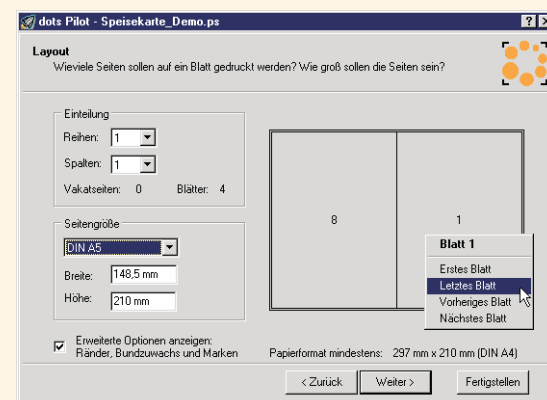 dots Pilot - Speisekarte_Demo.ps
Layout
Wieviele Seiten sollen auf ein Blatt gedruckt werden? Wie groß sollen die Seiten sein?
Einteilung
Reihen: 1
Spalten: 1
Vakatseiten: 0 Blätter: 4
Seitengröße
DIN A5
Breite: 148,5 mm
Höhe: 210 mm
Erweiterte Optionen anzeigen:
Ränder, Bundzuwachs und Marken
8 1
Blatt 1
Erstes Blatt
Letztes Blatt
Vorheriges Blatt
Nächstes Blatt
Papierformat mindestens: 297 mm x 210 mm (DIN A4)
< Zurück Weiter > Fertigstellen